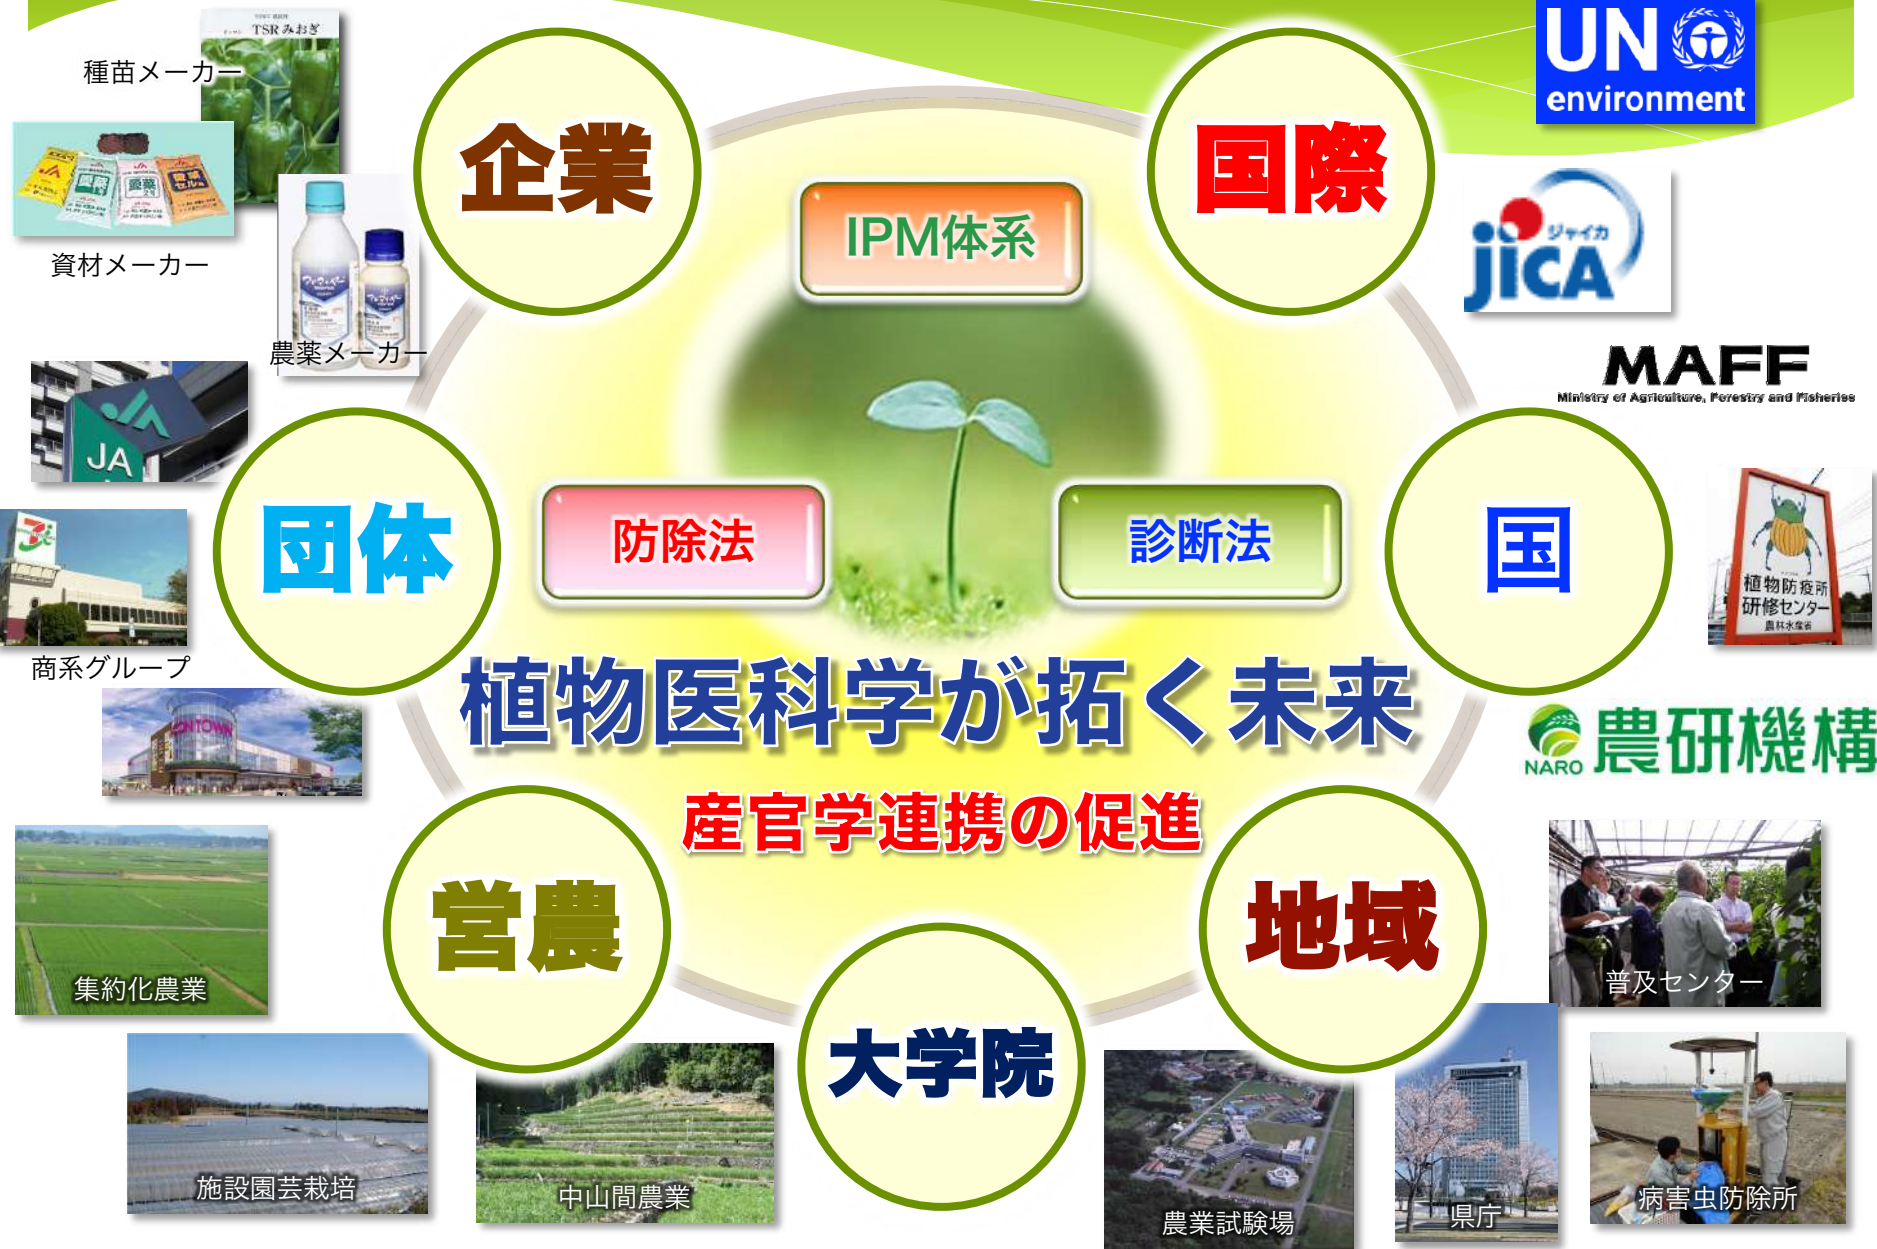 TSRみおぎ
種苗メーカー
資材メーカー
農薬メーカー
企業
国際
UN
environment
ジャイカ
JICA
MAFF
Ministry of Agriculture, Forestry and Fisheries
IPM体系
防除法
診断法
JA
団体
商系グループ
国
植物防疫所
研修センター
農林水産省
植物医科学が拓く未来
産官学連携の促進
NARO 農研機構
営農
大学院
地域
集約化農業
施設園芸栽培
中山間農業
農業試験場
県庁
普及センター
病害虫防除所